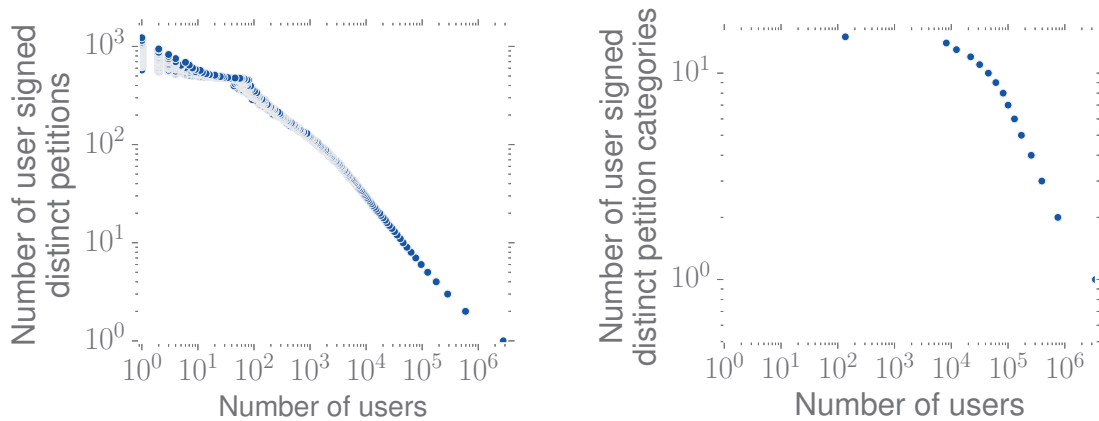 Number of user signed
distinct petitions
10^3
10^2
10^1
10^0
10^0 10^1 10^2 10^3 10^4 10^5 10^6
Number of users
Number of user signed
distinct petition categories
10^1
10^0
10^0 10^1 10^2 10^3 10^4 10^5 10^6
Number of users